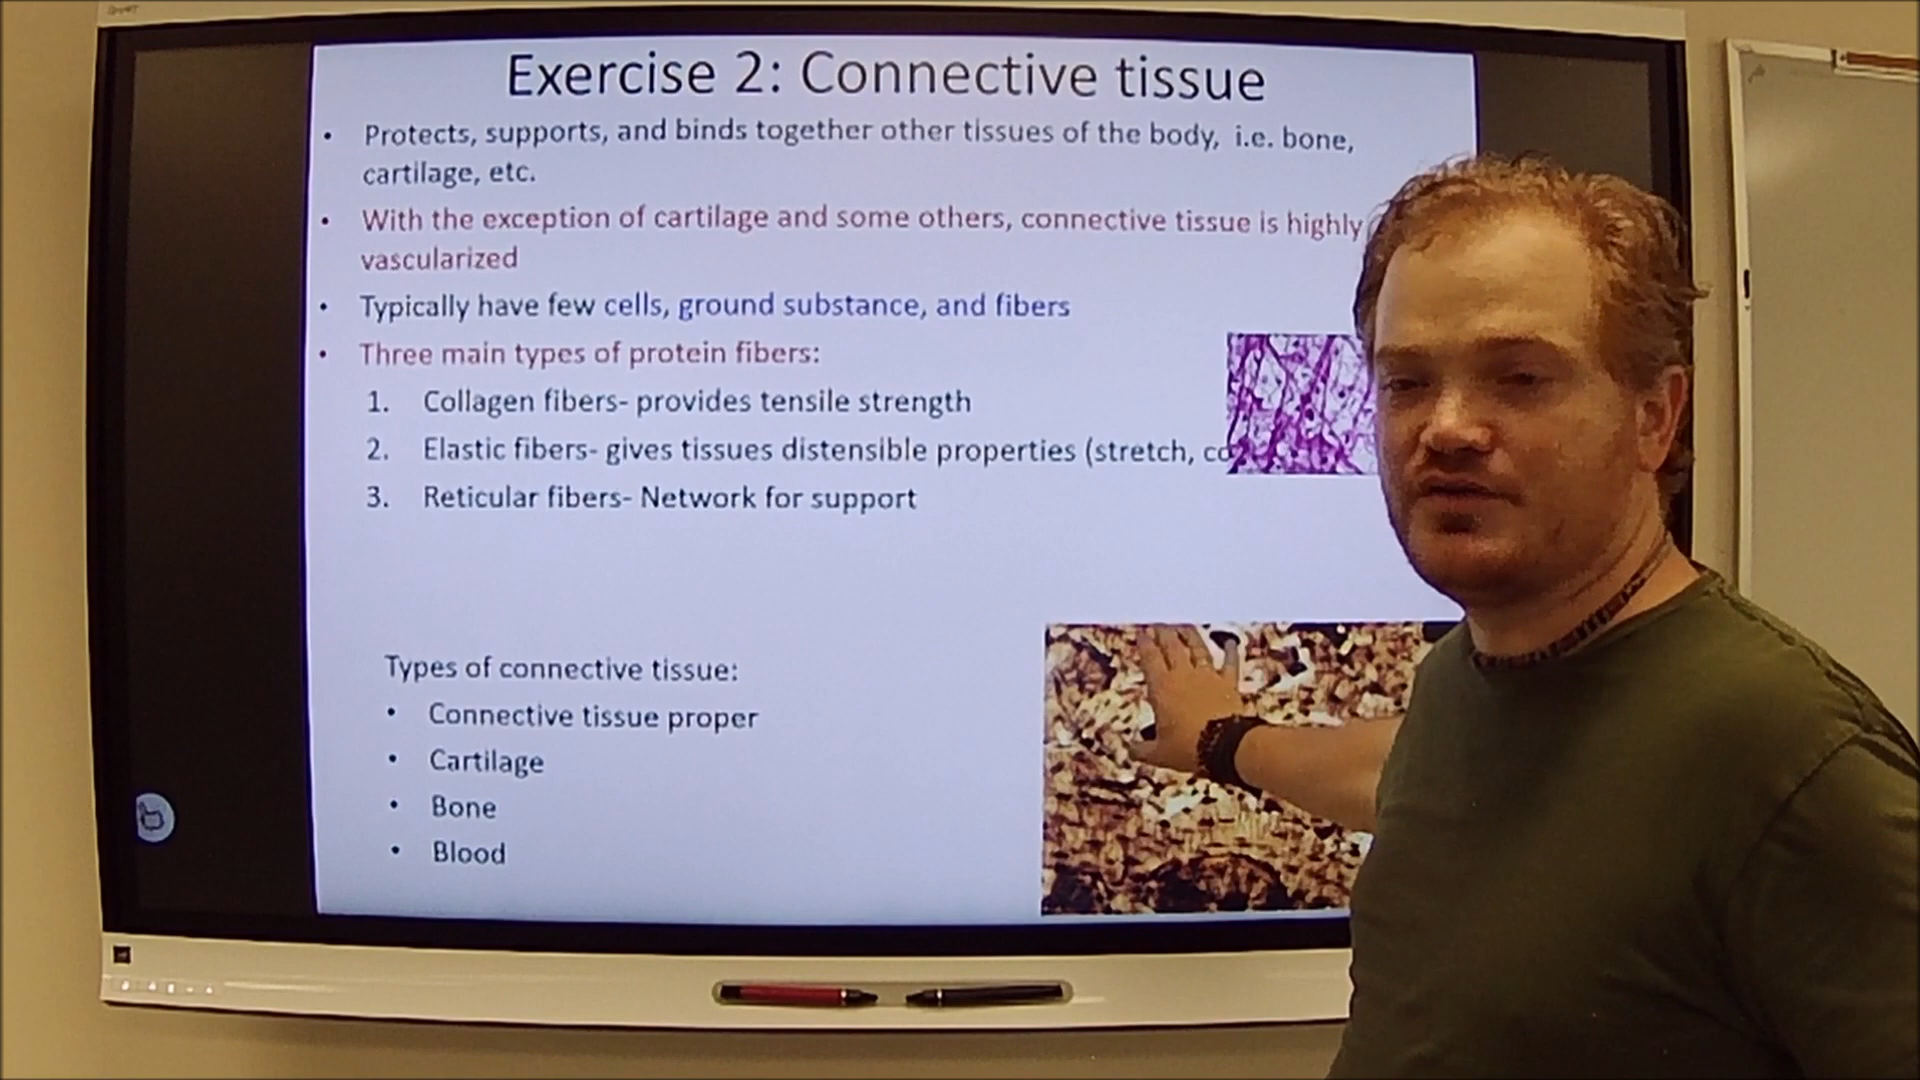 Exercise 2: Connective tissue
• Protects, supports, and binds together other tissues of the body, i.e. bone,
cartilage, etc.
• With the exception of cartilage and some others, connective tissue is highly
vascularized
• Typically have few cells, ground substance, and fibers
• Three main types of protein fibers:
1. Collagen fibers- provides tensile strength
2. Elastic fibers- gives tissues distensible properties (stretch,
3. Reticular fibers- Network for support
Types of connective tissue:
• Connective tissue proper
• Cartilage
• Bone
• Blood